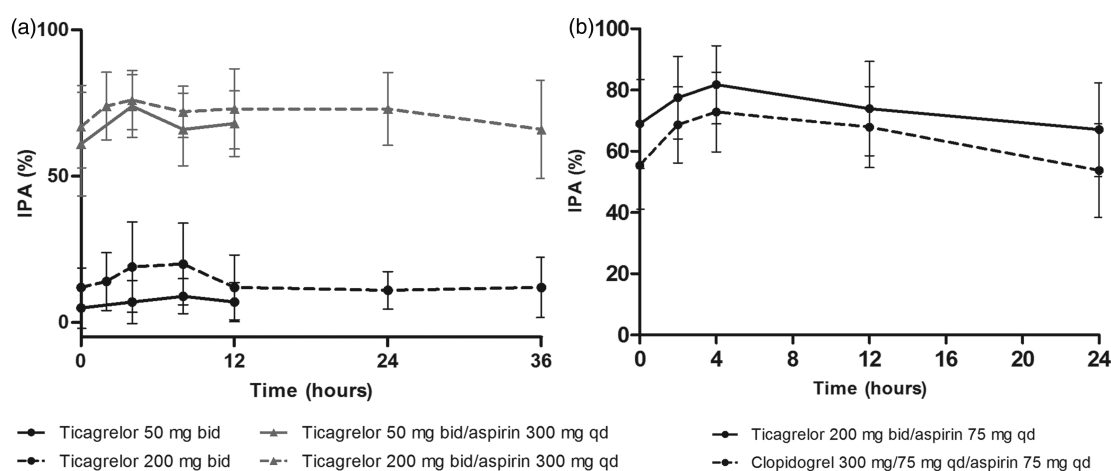 (a)
100
50
0
IPA (%)
0 12 24 36
Time (hours)
Ticagrelor 50 mg bid
Ticagrelor 200 mg bid
Ticagrelor 50 mg bid/aspirin 300 mg qd
Ticagrelor 200 mg bid/aspirin 300 mg qd
(b)
100
80
60
40
20
0
IPA (%)
0 4 8 12 16 20 24
Time (hours)
Ticagrelor 200 mg bid/aspirin 75 mg qd
Clopidogrel 300 mg/75 mg qd/aspirin 75 mg qd